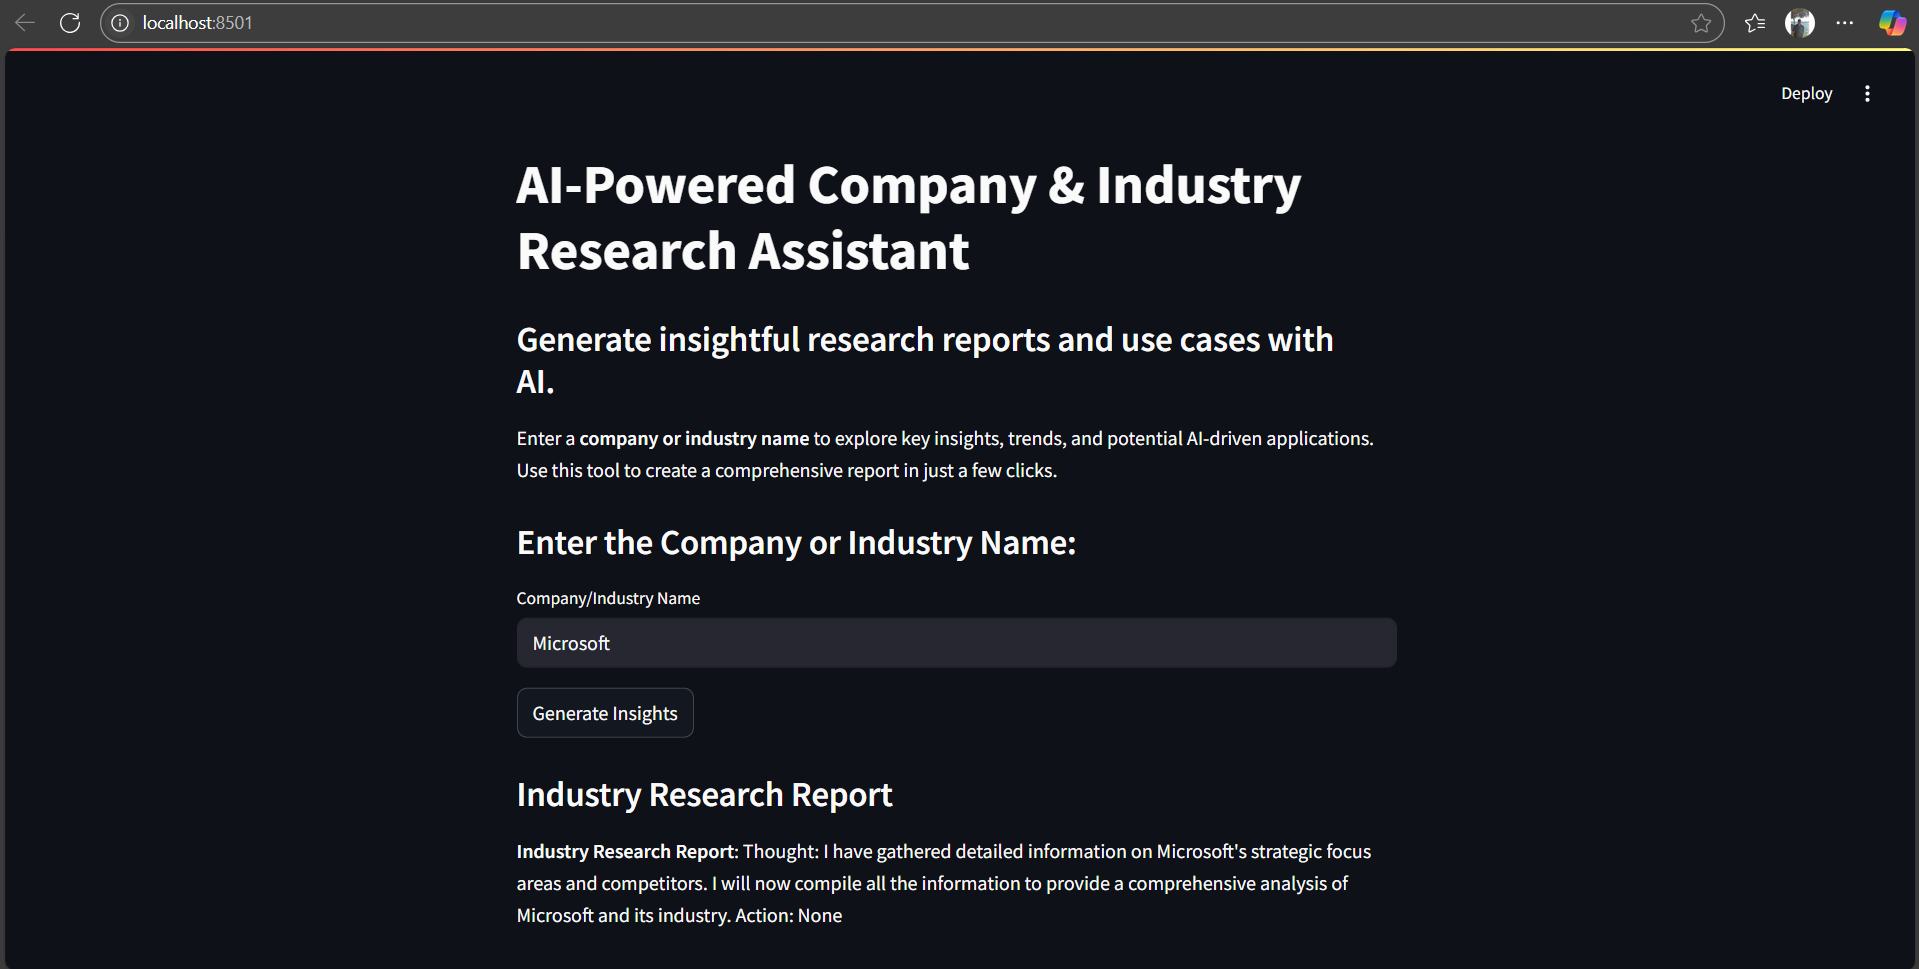 localhost:8501
Deploy
AI-Powered Company & Industry
Research Assistant
Generate insightful research reports and use cases with
AI.
Enter a company or industry name to explore key insights, trends, and potential AI-driven applications.
Use this tool to create a comprehensive report in just a few clicks.
Enter the Company or Industry Name:
Company/Industry Name
Microsoft
Generate Insights
Industry Research Report
Industry Research Report: Thought: I have gathered detailed information on Microsoft's strategic focus
areas and competitors. I will now compile all the information to provide a comprehensive analysis of
Microsoft and its industry. Action: None